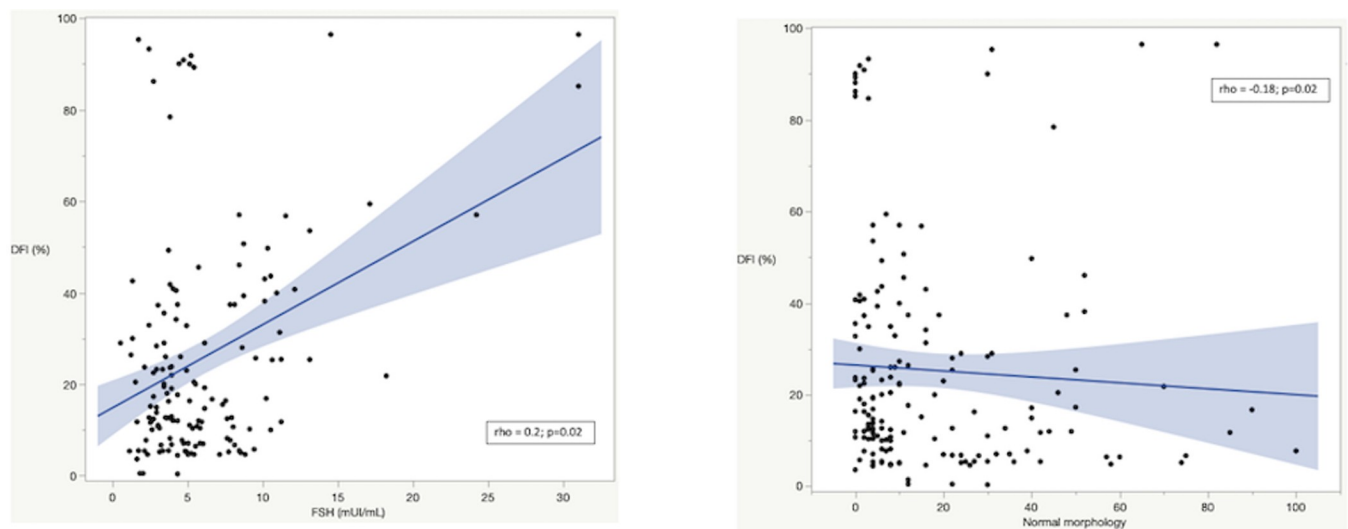 100
80
60
DFI (%)
40
20
0
0 5 10 15 20 25 30
FSH (mUI/mL)
rho = 0.2; p=0.02
100
80
60
DFI (%)
40
20
0
0 20 40 60 80 100
Normal morphology
rho = -0.18; p=0.02